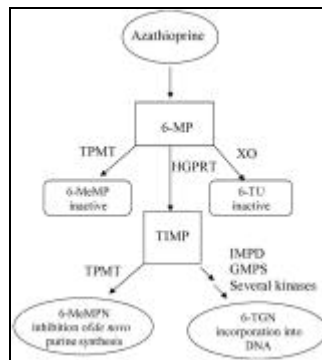 Azathioprine
6-MP
TPMT
HGPRT
XO
6-MeMP
inactive
6-TU
inactive
TIMP
TPMT
IMPD
GMPS
Several kinases
6-MeMPN
inhibition of de novo
purine synthesis
6-TGN
incorporation into
DNA